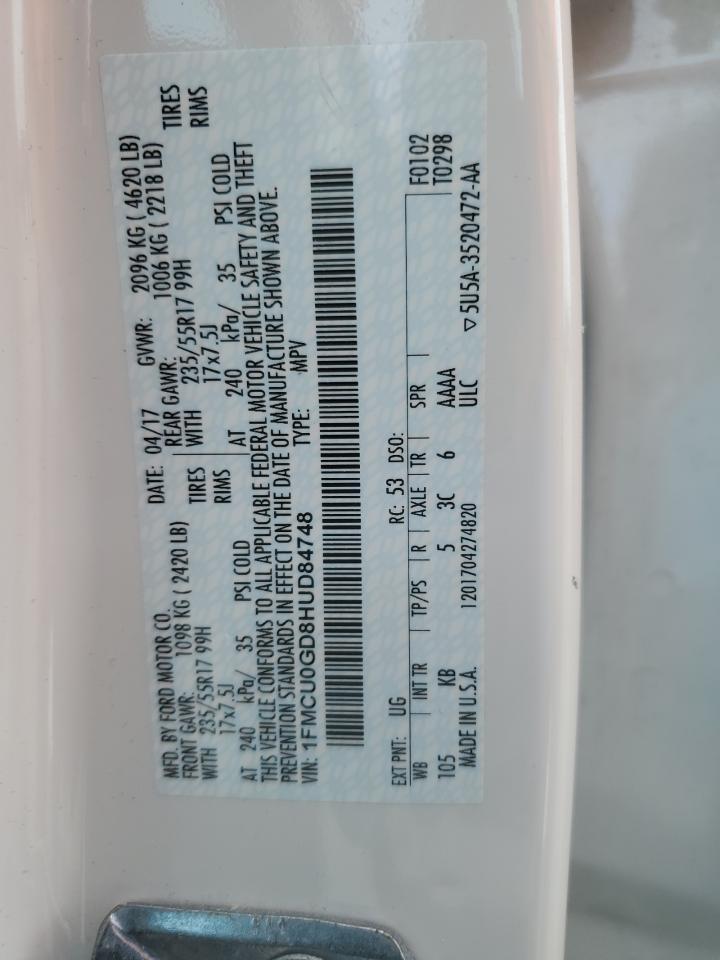 MFD. BY FORD MOTOR CO. DATE: 04/17 GVWR: 2096 KG ( 4620 LB)
FRONT GAWR: 1098 KG ( 2420 LB) REAR GAWR: 1006 KG ( 2218 LB)
WITH 235/55R17 99H TIRES WITH 235/55R17 99H TIRES
17x7.5J RIMS 17x7.5J RIMS
AT 240 kPa/ 35 PSI COLD AT 240 kPa/ 35 PSI COLD
THIS VEHICLE CONFORMS TO ALL APPLICABLE FEDERAL MOTOR VEHICLE SAFETY AND THEFT
PREVENTION STANDARDS IN EFFECT ON THE DATE OF MANUFACTURE SHOWN ABOVE.
VIN: 1FMCU0GD8HUD84748 TYPE: MPV
EXT PNT: UG RC: 53 DSO:
WB INT TR TP/PS R AXLE TR SPR F0102
105 KB 5 3C 6 AAAA T0298
MADE IN U.S.A. 1201704274820 ULC ▽5U5A-3520472-AA